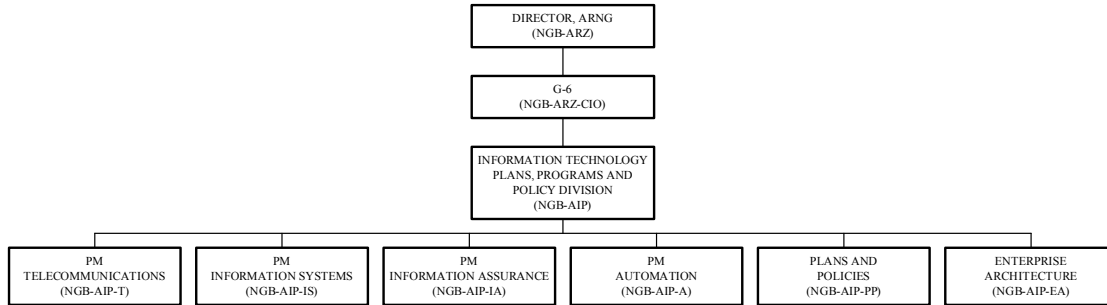 DIRECTOR, ARNG
(NGB-ARZ)
G-6
(NGB-ARZ-CIO)
INFORMATION TECHNOLOGY
PLANS, PROGRAMS AND
POLICY DIVISION
(NGB-AIP)
PM
TELECOMMUNICATIONS
(NGB-AIP-T)
PM
INFORMATION SYSTEMS
(NGB-AIP-IS)
PM
INFORMATION ASSURANCE
(NGB-AIP-IA)
PM
AUTOMATION
(NGB-AIP-A)
PLANS AND
POLICIES
(NGB-AIP-PP)
ENTERPRISE
ARCHITECTURE
(NGB-AIP-EA)